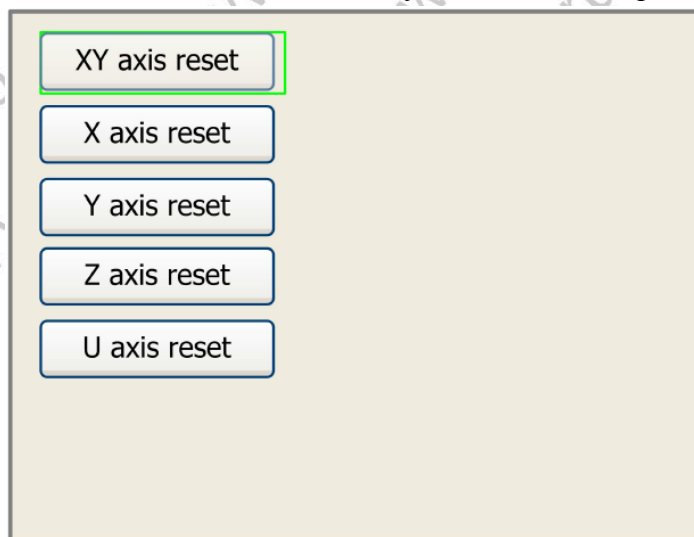 XY axis reset
X axis reset
Y axis reset
Z axis reset
U axis reset